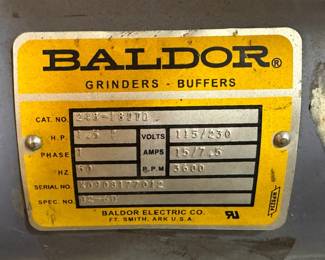 BALDOR®
GRINDERS - BUFFERS
CAT. NO.
H.P. VOLTS 115/230
PHASE 1 AMPS 15/7.5
HZ 60 R.P.M 3600
SERIAL NO.
SPEC. NO.
BALDOR ELECTRIC CO.
FT. SMITH, ARK U.S.A.